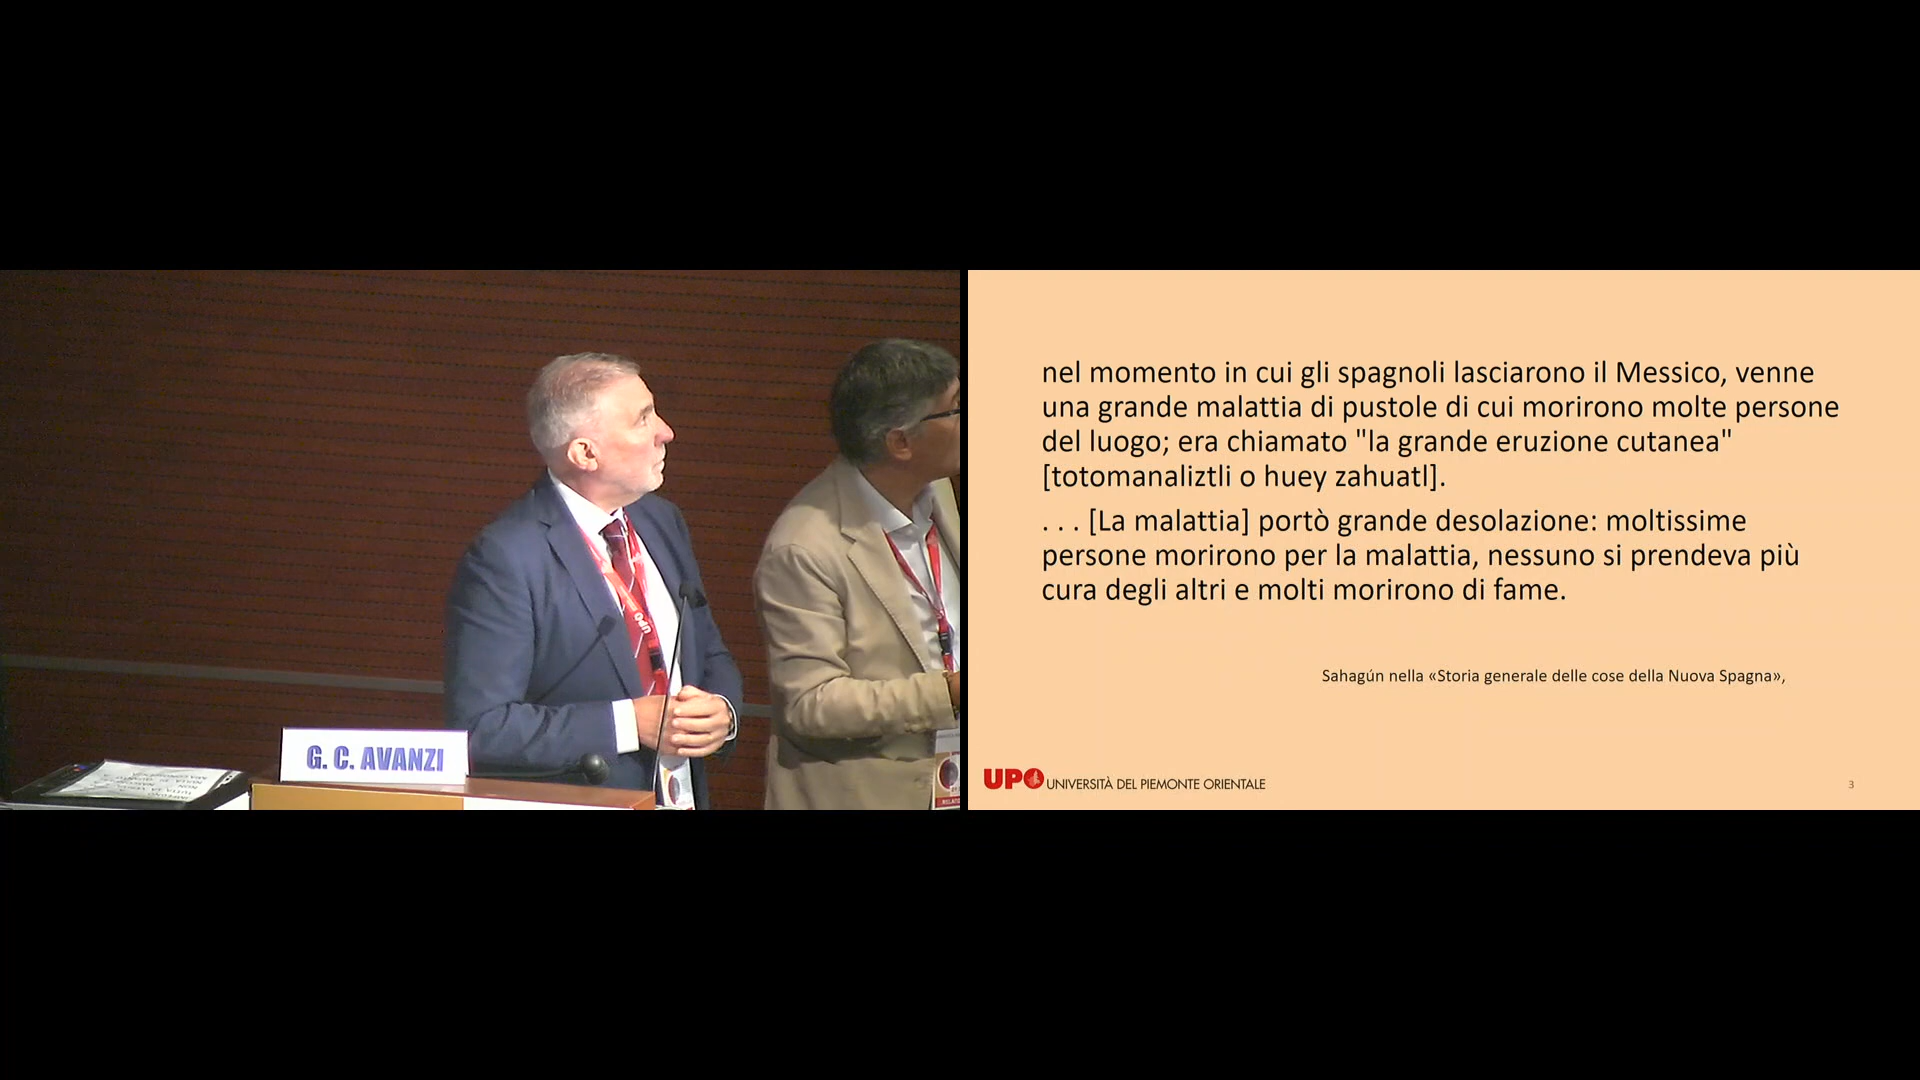 G. C. AVANZI
UPO
nel momento in cui gli spagnoli lasciarono il Messico, venne
una grande malattia di pustole di cui morirono molte persone
del luogo; era chiamato "la grande eruzione cutanea"
[totomanaliztli o huey zahuatl].
. . . [La malattia] portò grande desolazione: moltissime
persone morirono per la malattia, nessuno si prendeva più
cura degli altri e molti morirono di fame.
Sahagún nella «Storia generale delle cose della Nuova Spagna»,
UPO UNIVERSITÀ DEL PIEMONTE ORIENTALE
3